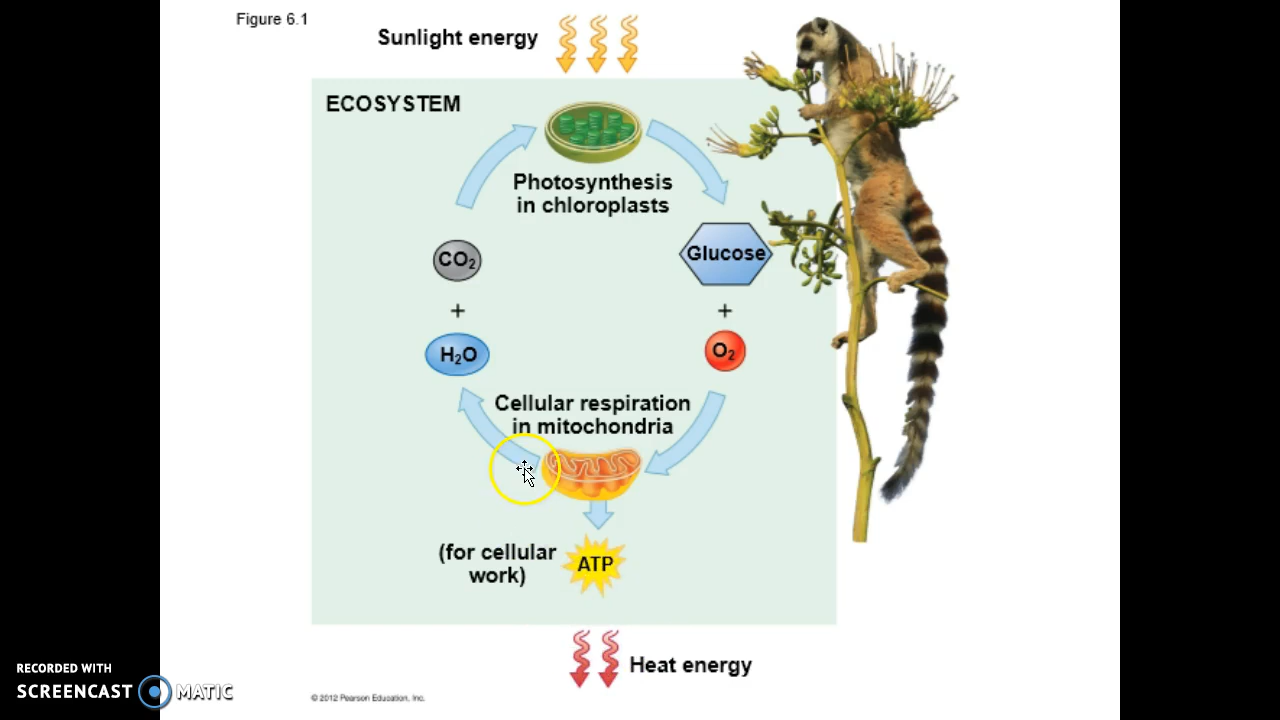 Figure 6.1
Sunlight energy
ECOSYSTEM
Photosynthesis
in chloroplasts
CO₂
Glucose
+
+
H₂O
O₂
Cellular respiration
in mitochondria
(for cellular
work)
ATP
Heat energy
RECORDED WITH
SCREENCAST MATIC
© 2012 Pearson Education, Inc.